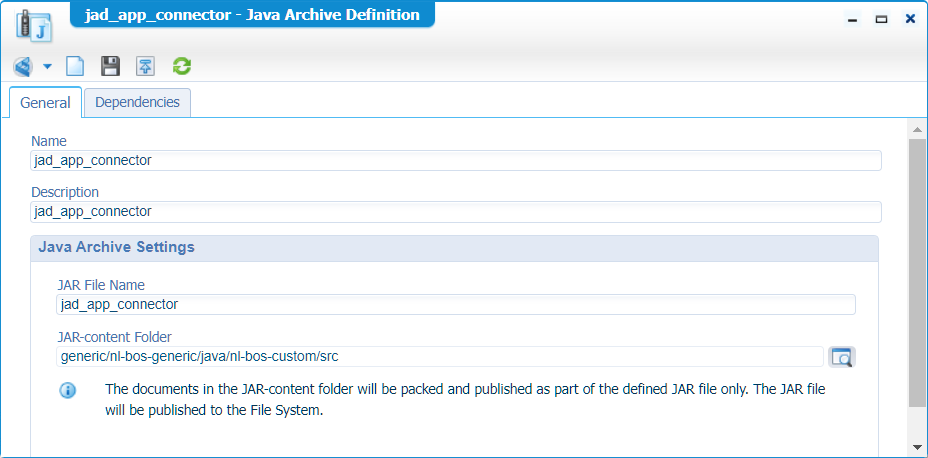 jad_app_connector - Java Archive Definition
General
Dependencies
Name
jad_app_connector
Description
jad_app_connector
Java Archive Settings
JAR File Name
jad_app_connector
JAR-content Folder
generic/nl-bos-generic/java/nl-bos-custom/src
The documents in the JAR-content folder will be packed and published as part of the defined JAR file only. The JAR file
will be published to the File System.